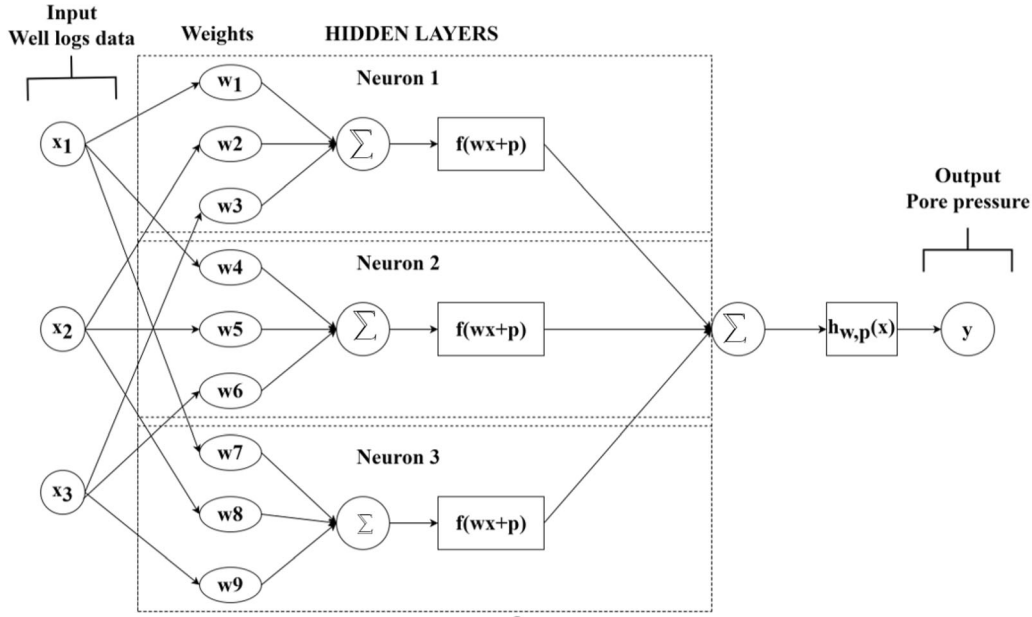 Input
Well logs data
Weights
HIDDEN LAYERS
Neuron 1
w1
x1
w2
∑
f(wx+p)
w3
Output
Pore pressure
Neuron 2
w4
x2
w5
∑
f(wx+p)
∑
hw,p(x)
y
w6
Neuron 3
w7
x3
w8
∑
f(wx+p)
w9